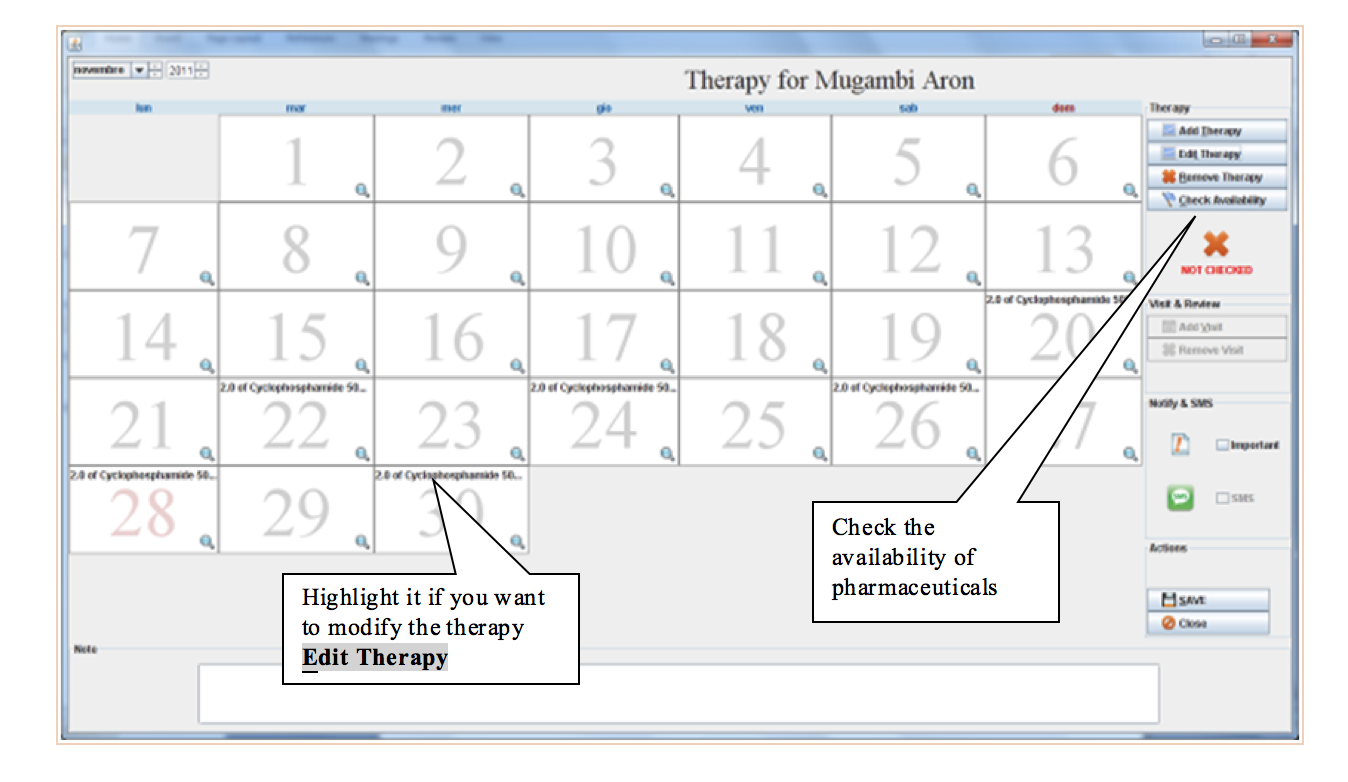 novembre 2011
Therapy for Mugambi Aron
lun mar mer gio ven sab dom
1 2 3 4 5 6
7 8 9 10 11 12 13
14 15 16 17 18 19 20
2.0 of Cyclophosphamide 50...
21 22 23 24 25 26 7
2.0 of Cyclophosphamide 50... 2.0 of Cyclophosphamide 50... 2.0 of Cyclophosphamide 50...
28 29 30
2.0 of Cyclophosphamide 50... 2.0 of Cyclophosphamide 50...
Therapy
Add Therapy
Edit Therapy
Remove Therapy
Check Availability
NOT CHECKED
Visit & Review
Add Visit
Remove Visit
Notify & SMS
Important
SMS
Actions
SAVE
Close
Check the
availability of
pharmaceuticals
Highlight it if you want
to modify the therapy
Edit Therapy
Note